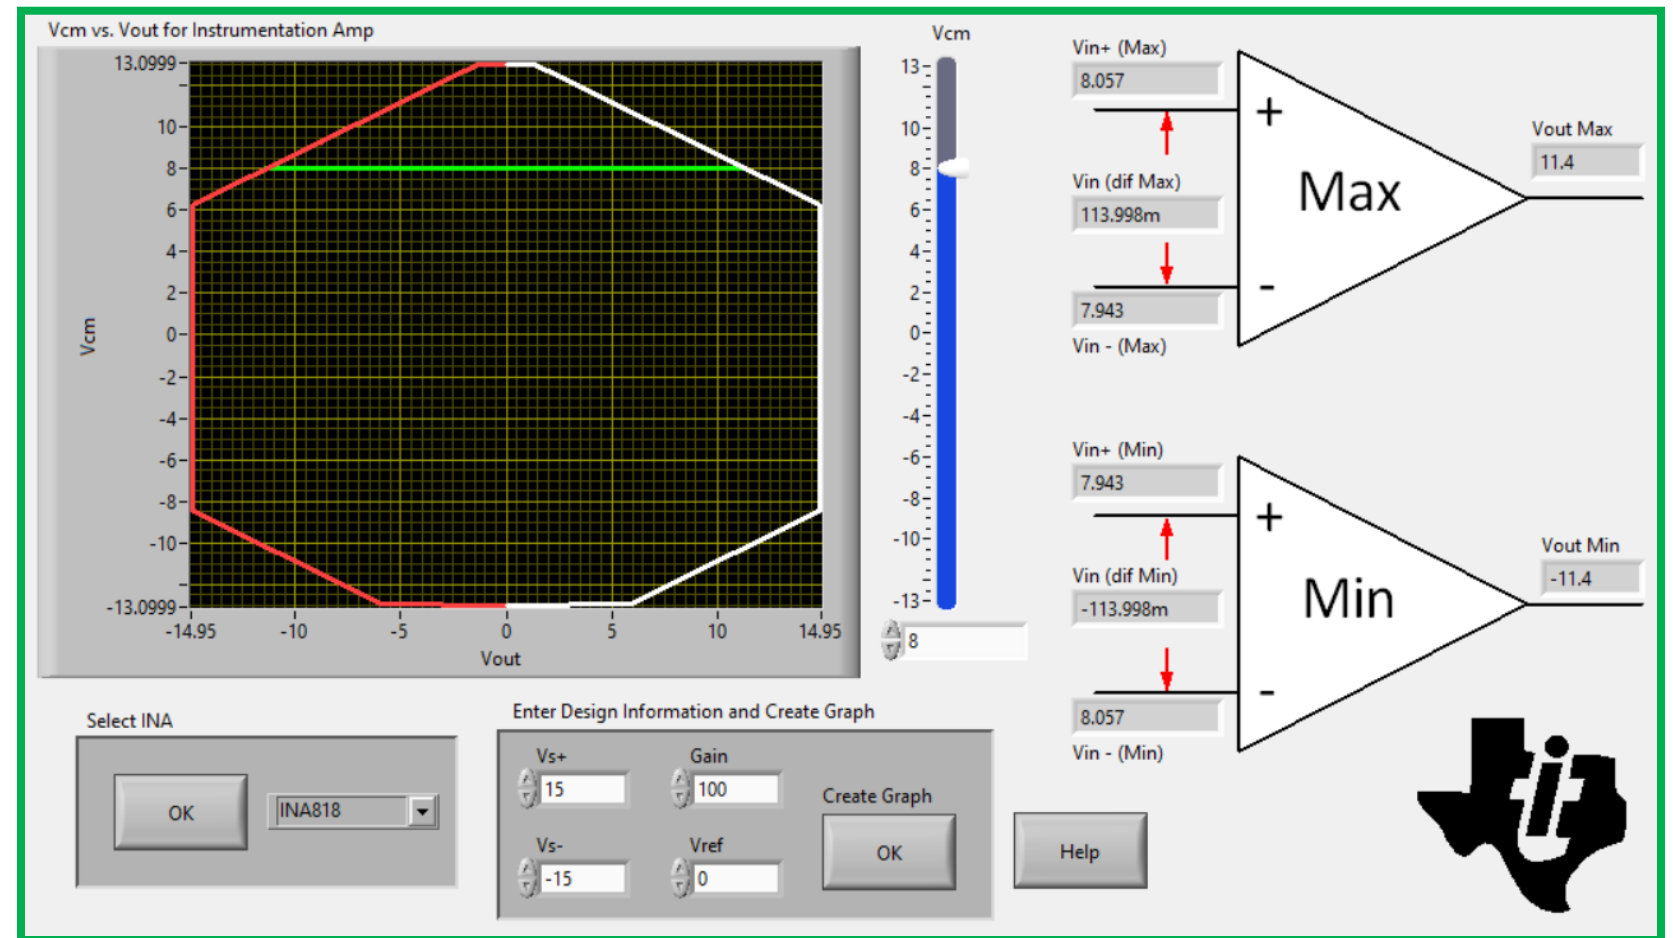 Vcm vs. Vout for Instrumentation Amp
13.0999
10
8
6
4
2
0
-2
-4
-6
-8
-10
-13.0999
Vcm
-14.95 -10 -5 0 5 10 14.95
Vout
Vcm
13
10
8
6
4
2
0
-2
-4
-6
-8
-10
-13
8
Vin+ (Max)
8.057
Vin (dif Max)
113.998m
7.943
Vin - (Max)
+
-
Max
Vout Max
11.4
Vin+ (Min)
7.943
Vin (dif Min)
-113.998m
8.057
Vin - (Min)
+
-
Min
Vout Min
-11.4
Select INA
OK
INA818
Enter Design Information and Create Graph
Vs+ Gain
15 100
Vs- Vref
-15 0
Create Graph
OK
Help
ti